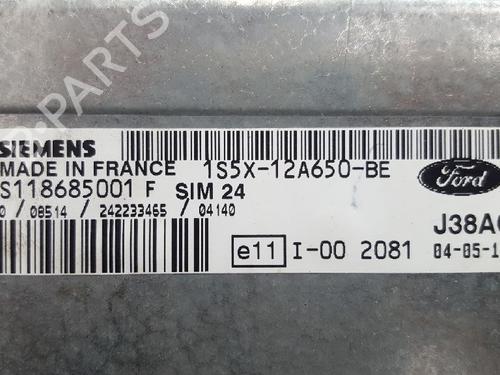 SIEMENS
MADE IN FRANCE 1S5X-12A650-BE
S118685001 F SIM 24
0 / 08514 / 242233465 / 04140
Ford
J38A
e11 I-00 2081 04-05-1
B-PARTS